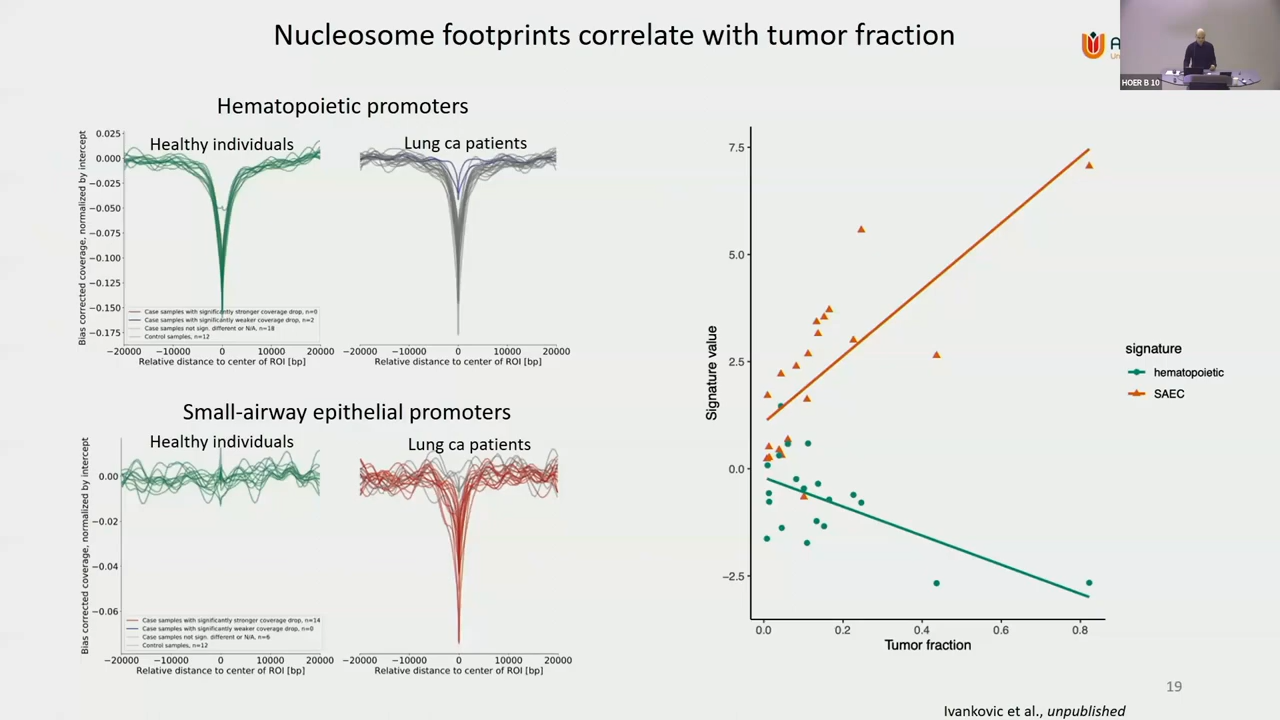 Nucleosome footprints correlate with tumor fraction
HOER B 10
Hematopoietic promoters
Healthy individuals
Lung ca patients
Bias corrected coverage, normalized by intercept
0.025
0.000
−0.025
−0.050
−0.075
−0.100
−0.125
−0.150
−0.175
Case samples with significantly stronger coverage drop, n=0
Case samples with significantly weaker coverage drop, n=2
Case samples not sign. different or N/A, n=18
Control samples, n=12
−20000 −10000 0 10000 20000
Relative distance to center of ROI [bp]
−20000 −10000 0 10000 20000
Relative distance to center of ROI [bp]
Small-airway epithelial promoters
Healthy individuals
Lung ca patients
Bias corrected coverage, normalized by intercept
0.00
−0.02
−0.04
−0.06
Case samples with significantly stronger coverage drop, n=14
Case samples with significantly weaker coverage drop, n=0
Case samples not sign. different or N/A, n=6
Control samples, n=12
−20000 −10000 0 10000 20000
Relative distance to center of ROI [bp]
−20000 −10000 0 10000 20000
Relative distance to center of ROI [bp]
Signature value
7.5
5.0
2.5
0.0
−2.5
0.0 0.2 0.4 0.6 0.8
Tumor fraction
signature
hematopoietic
SAEC
19
Ivankovic et al., unpublished